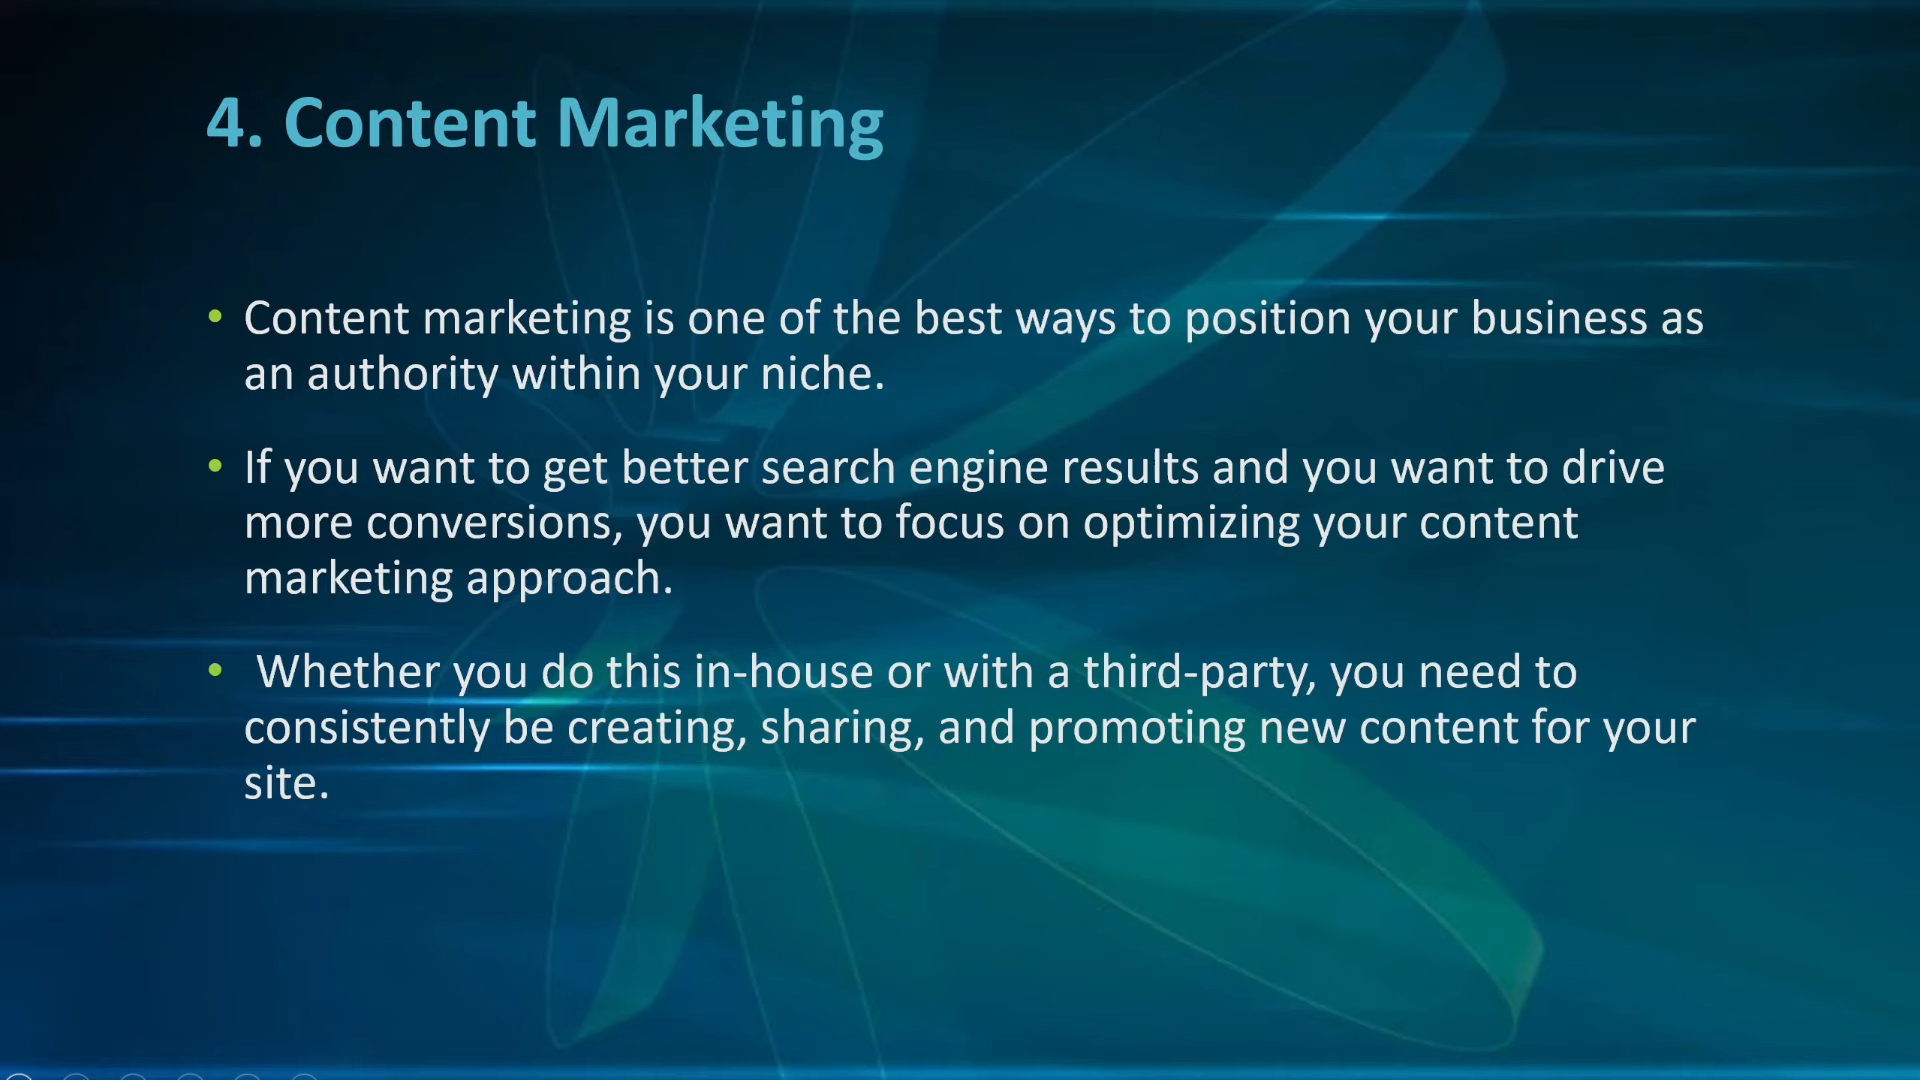 4. Content Marketing
• Content marketing is one of the best ways to position your business as
an authority within your niche.
• If you want to get better search engine results and you want to drive
more conversions, you want to focus on optimizing your content
marketing approach.
• Whether you do this in-house or with a third-party, you need to
consistently be creating, sharing, and promoting new content for your
site.